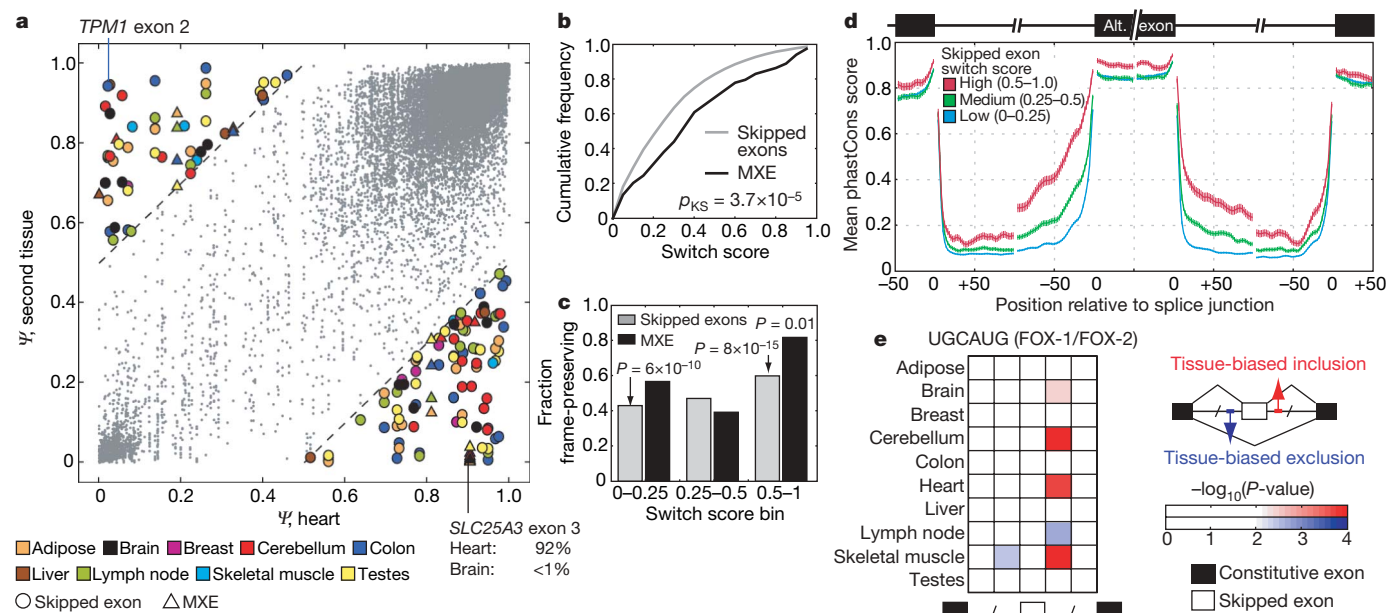 a
TPM1 exon 2
1.0
0.8
0.6
0.4
0.2
0
Ψ, second tissue
0
0.2
0.4
0.6
0.8
1.0
Ψ, heart
SLC25A3 exon 3
Heart: 92%
Brain: <1%
Adipose
Brain
Breast
Cerebellum
Colon
Liver
Lymph node
Skeletal muscle
Testes
Skipped exon
MXE
b
1.0
0.8
0.6
0.4
0.2
0
Cumulative frequency
Skipped
exons
MXE
pKS = 3.7×10–5
0
0.2
0.4
0.6
0.8
1.0
Switch score
c
1.0
0.8
0.6
0.4
0.2
0
Fraction
frame-preserving
Skipped exons
MXE
P = 0.01
P = 8×10–15
P = 6×10–10
0–0.25
0.25–0.5
0.5–1
Switch score bin
d
Alt. exon
1.0
0.8
0.6
0.4
0.2
0
Mean phastCons score
Skipped exon
switch score
High (0.5–1.0)
Medium (0.25–0.5)
Low (0–0.25)
–50
0
+50
–50
0
0
+50
–50
0
+50
Position relative to splice junction
e
UGCAUG (FOX-1/FOX-2)
Adipose
Brain
Breast
Cerebellum
Colon
Heart
Liver
Lymph node
Skeletal muscle
Testes
Tissue-biased inclusion
Tissue-biased exclusion
–log10(P-value)
0
1
2
3
4
Constitutive exon
Skipped exon